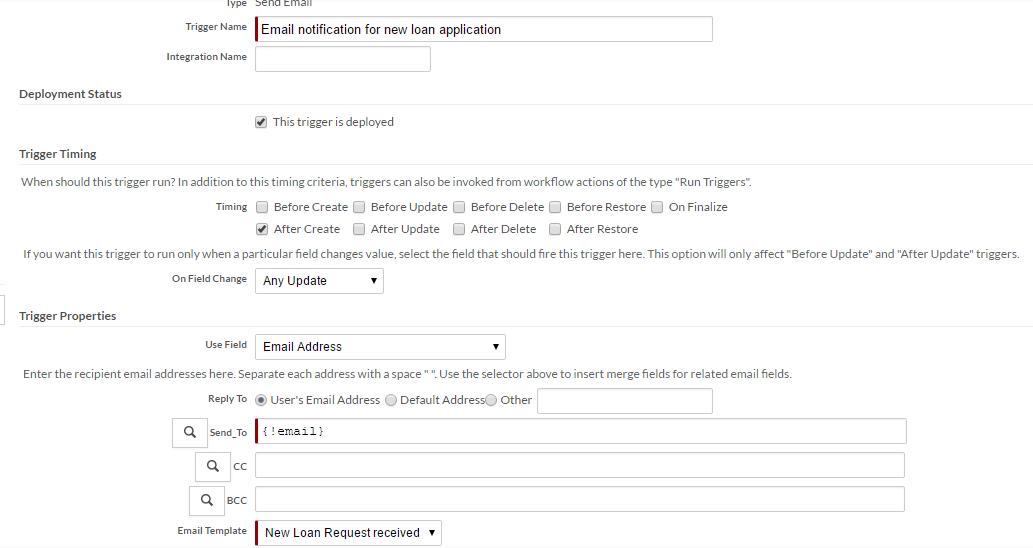 Type Send Email
Trigger Name Email notification for new loan application
Integration Name
Deployment Status
This trigger is deployed
Trigger Timing
When should this trigger run? In addition to this timing criteria, triggers can also be invoked from workflow actions of the type "Run Triggers".
Timing Before Create Before Update Before Delete Before Restore On Finalize
After Create After Update After Delete After Restore
If you want this trigger to run only when a particular field changes value, select the field that should fire this trigger here. This option will only affect "Before Update" and "After Update" triggers.
On Field Change Any Update
Trigger Properties
Use Field Email Address
Enter the recipient email addresses here. Separate each address with a space " ". Use the selector above to insert merge fields for related email fields.
Reply To User's Email Address Default Address Other
Send_To {!email}
CC
BCC
Email Template New Loan Request received